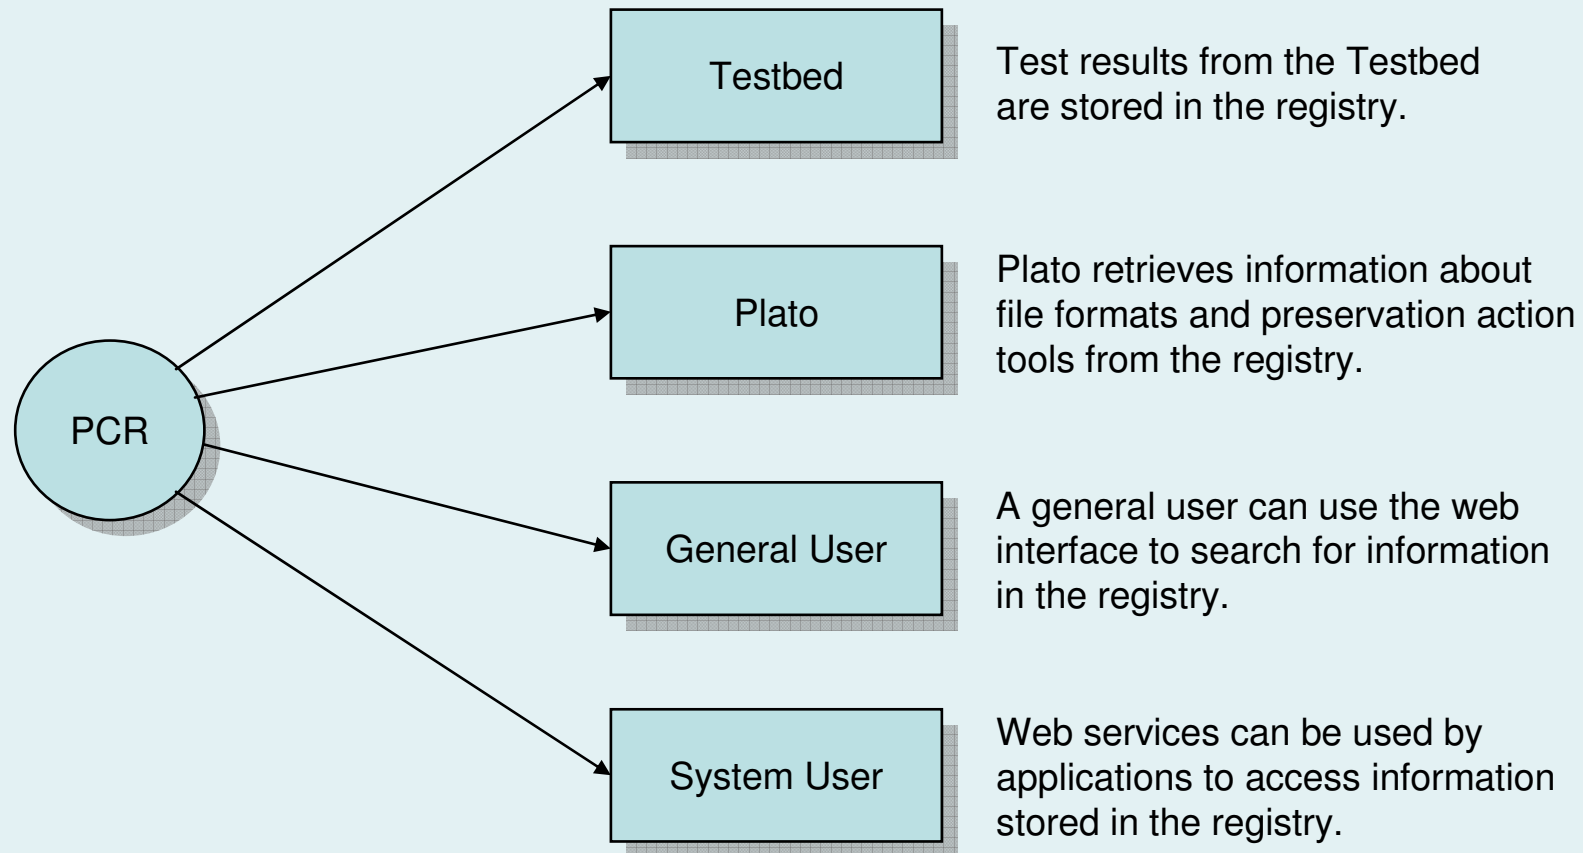 Testbed
Test results from the Testbed
are stored in the registry.
Plato
Plato retrieves information about
file formats and preservation action
tools from the registry.
PCR
General User
A general user can use the web
interface to search for information
in the registry.
System User
Web services can be used by
applications to access information
stored in the registry.